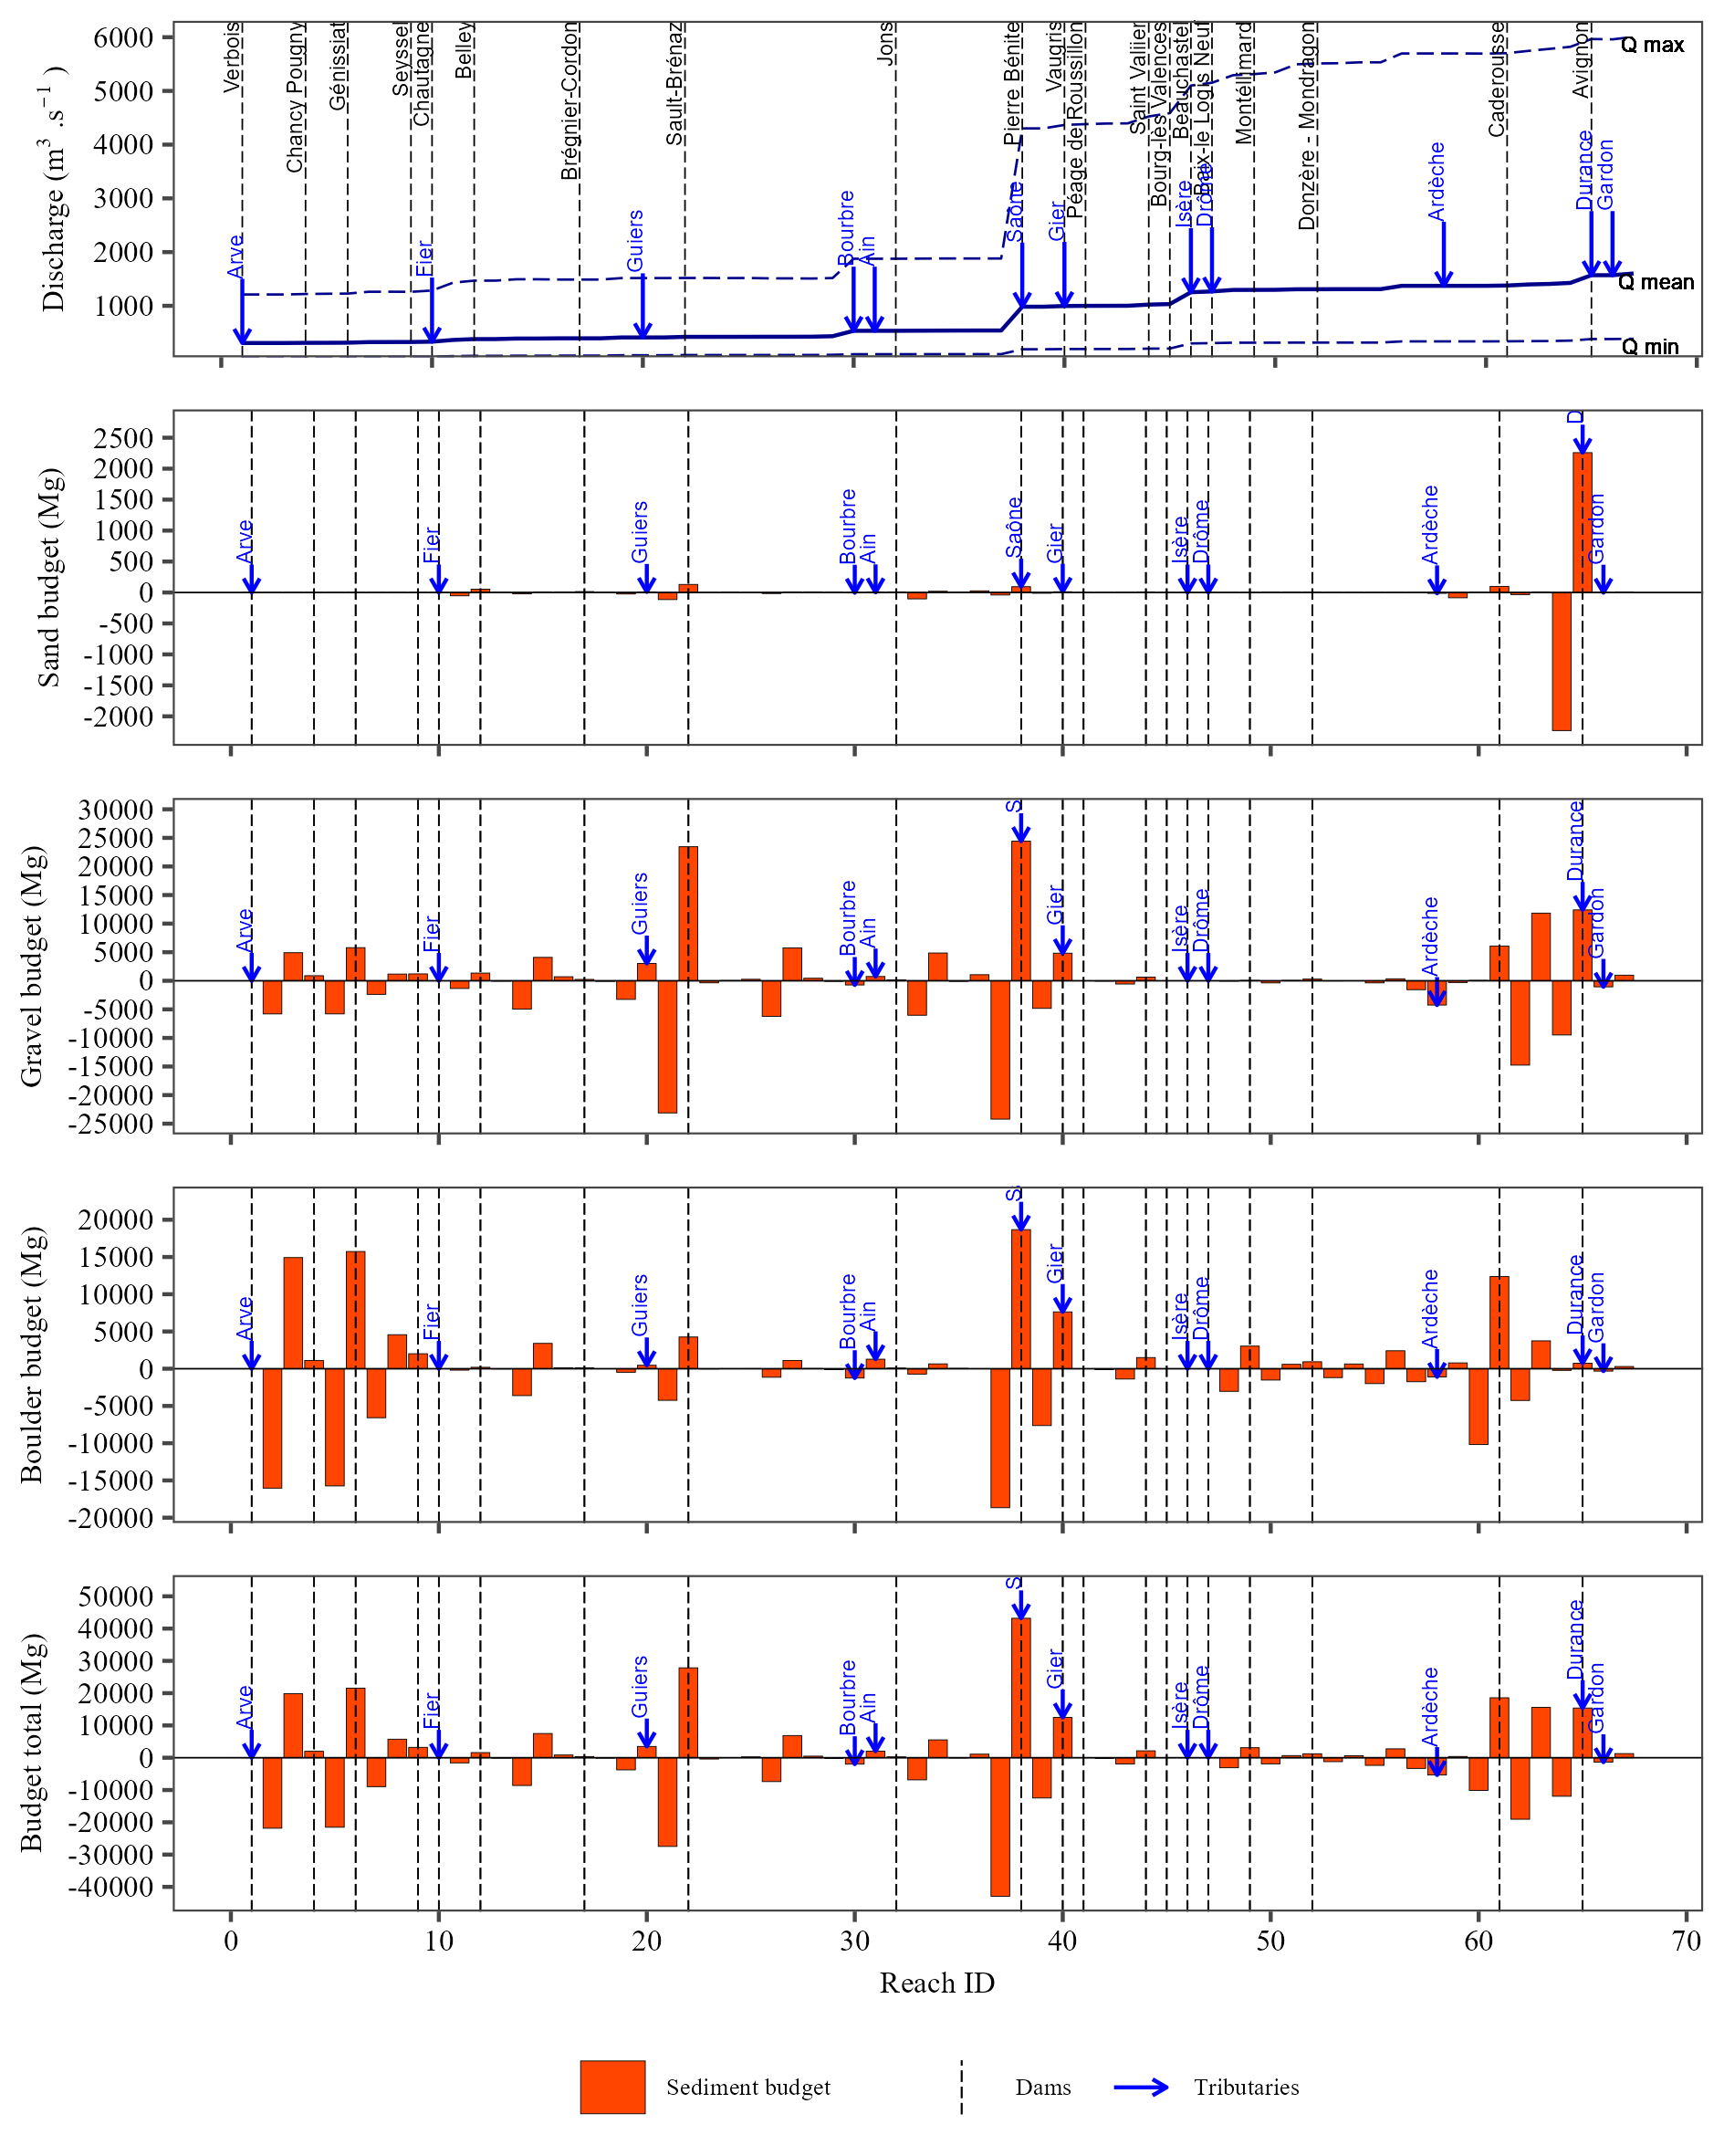 Discharge (m³ .s⁻¹ )
6000
5000
4000
3000
2000
1000
Verbois
Chancy Pougny
Génissiat
Seyssel
Chautagne
Belley
Brégnier-Cordon
Sault-Brénaz
Jons
Pierre Bénite
Vaugris
Péage de Roussillon
Saint Vallier
Bourg-lès Valences
Beauchastel
Baix-le Logis Neuf
Montélimard
Donzère - Mondragon
Caderousse
Avignon
Arve
Fier
Guiers
Bourbre
Ain
Saône
Gier
Isère
Drôme
Ardèche
Durance
Gardon
Q max
Q mean
Q min
Sand budget (Mg)
2500
2000
1500
1000
500
0
-500
-1000
-1500
-2000
Arve
Fier
Guiers
Bourbre
Ain
Saône
Gier
Isère
Drôme
Ardèche
D
Gardon
Gravel budget (Mg)
30000
25000
20000
15000
10000
5000
0
-5000
-10000
-15000
-20000
-25000
Arve
Fier
Guiers
Bourbre
Ain
S
Gier
Isère
Drôme
Ardèche
Durance
Gardon
Boulder budget (Mg)
20000
15000
10000
5000
0
-5000
-10000
-15000
-20000
Arve
Fier
Guiers
Bourbre
Ain
S
Gier
Isère
Drôme
Ardèche
Durance
Gardon
Budget total (Mg)
50000
40000
30000
20000
10000
0
-10000
-20000
-30000
-40000
Arve
Fier
Guiers
Bourbre
Ain
S
Gier
Isère
Drôme
Ardèche
Durance
Gardon
0 10 20 30 40 50 60 70
Reach ID
Sediment budget Dams Tributaries